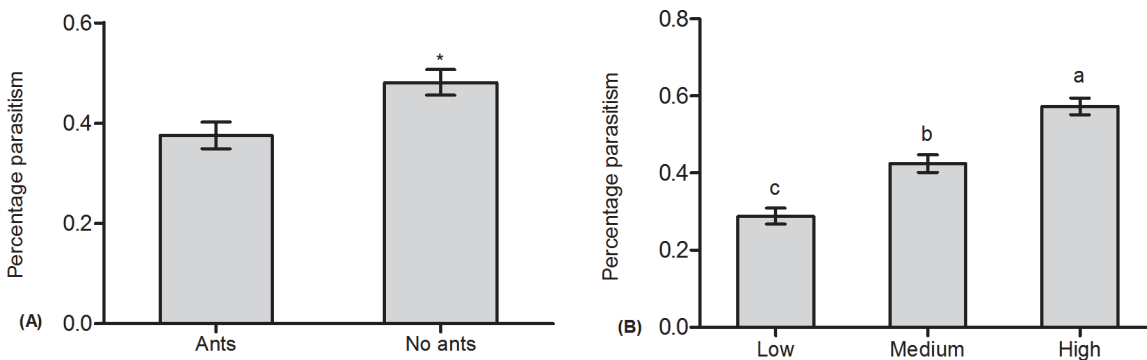 Percentage parasitism
0.6
0.4
0.2
0.0
*
Ants
No ants
(A)
Percentage parasitism
0.8
0.6
0.4
0.2
0.0
c
b
a
Low
Medium
High
(B)